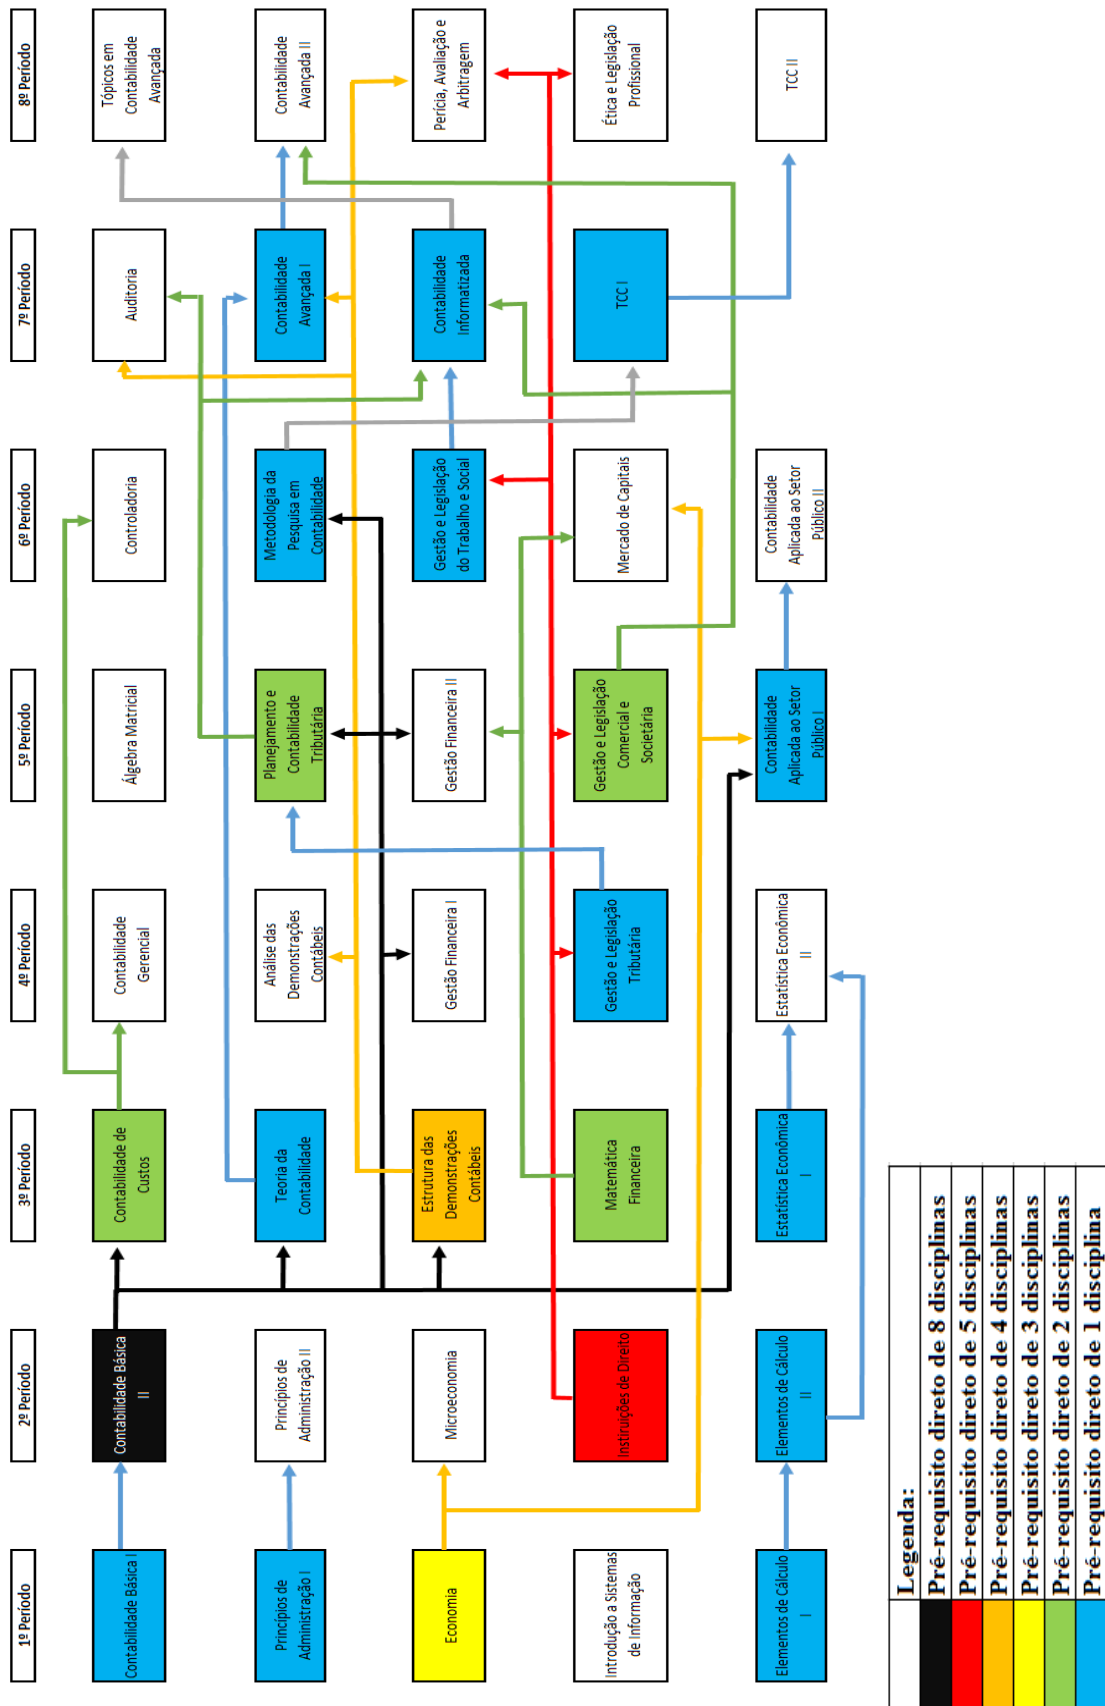 1º Período
2º Período
3º Período
4º Período
5º Período
6º Período
7º Período
8º Período
Contabilidade Básica I
Contabilidade Básica
II
Contabilidade de
Custos
Contabilidade
Gerencial
Álgebra Matricial
Controladoria
Auditoria
Tópicos em
Contabilidade
Avançada
Princípios de
Administração I
Princípios de
Administração II
Teoria da
Contabilidade
Análise das
Demonstrações
Contábeis
Planejamento e
Contabilidade
Tributária
Metodologia da
Pesquisa em
Contabilidade
Contabilidade
Avançada I
Contabilidade
Avançada II
Economia
Microeconomia
Estrutura das
Demonstrações
Contábeis
Gestão Financeira I
Gestão Financeira II
Gestão e Legislação
do Trabalho e Social
Contabilidade
Informatizada
Perícia, Avaliação e
Arbitragem
Introdução a Sistemas
de Informação
Instiruições de Direito
Matemática
Financeira
Gestão e Legislação
Tributária
Gestão e Legislação
Comercial e
Societária
Mercado de Capitais
TCC I
Ética e Legislação
Profissional
Elementos de Cálculo
I
Elementos de Cálculo
II
Estatística Econômica
I
Estatística Econômica
II
Contabilidade
Aplicada ao Setor
Público I
Contabilidade
Aplicada ao Setor
Público II
TCC II
Legenda:
Pré-requisito direto de 8 disciplinas
Pré-requisito direto de 5 disciplinas
Pré-requisito direto de 4 disciplinas
Pré-requisito direto de 3 disciplinas
Pré-requisito direto de 2 disciplinas
Pré-requisito direto de 1 disciplina